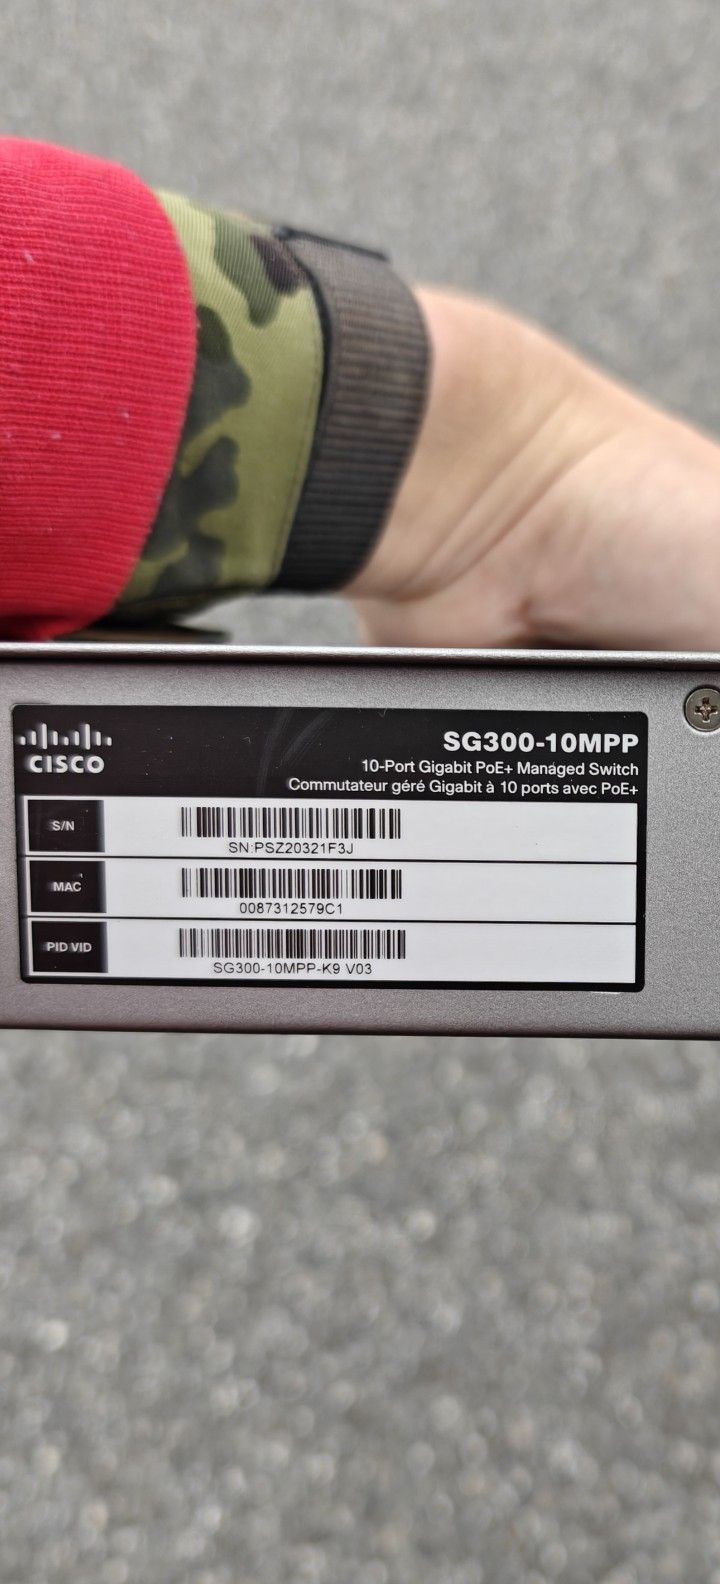 CISCO
SG300-10MPP
10-Port Gigabit PoE+ Managed Switch
Commutateur géré Gigabit à 10 ports avec PoE+
S/N
SN:PSZ20321F3J
MAC
0087312579C1
PID VID
SG300-10MPP-K9 V03